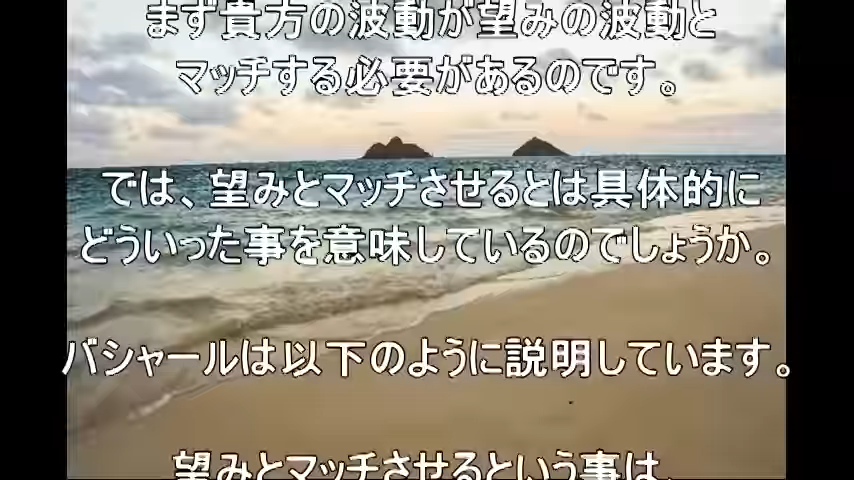 まず貴方の波動が望みの波動と
マッチする必要があるのです。
では、望みとマッチさせるとは具体的に
どういった事を意味しているのでしょうか。
バシャールは以下のように説明しています。
望みとマッチさせるという事は、